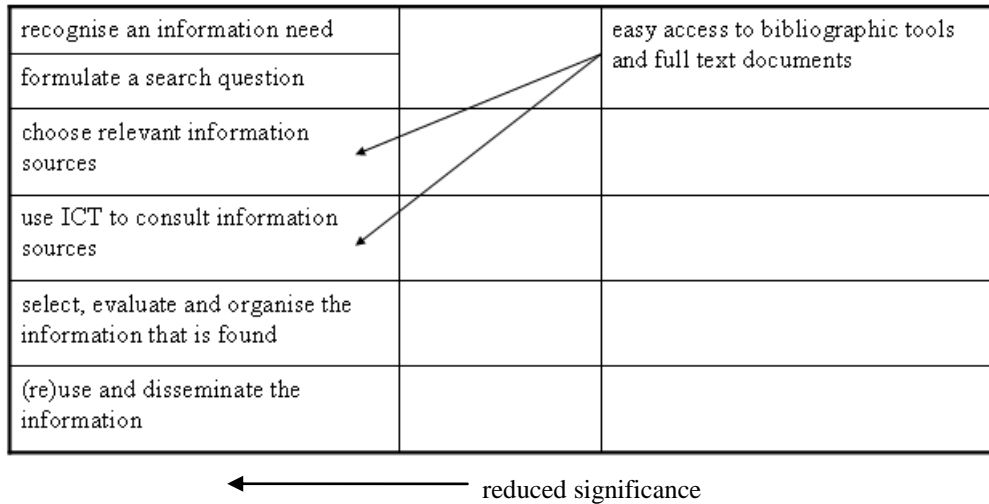 recognise an information need
easy access to bibliographic tools
and full text documents
formulate a search question
choose relevant information
sources
use ICT to consult information
sources
select, evaluate and organise the
information that is found
(re)use and disseminate the
information
reduced significance